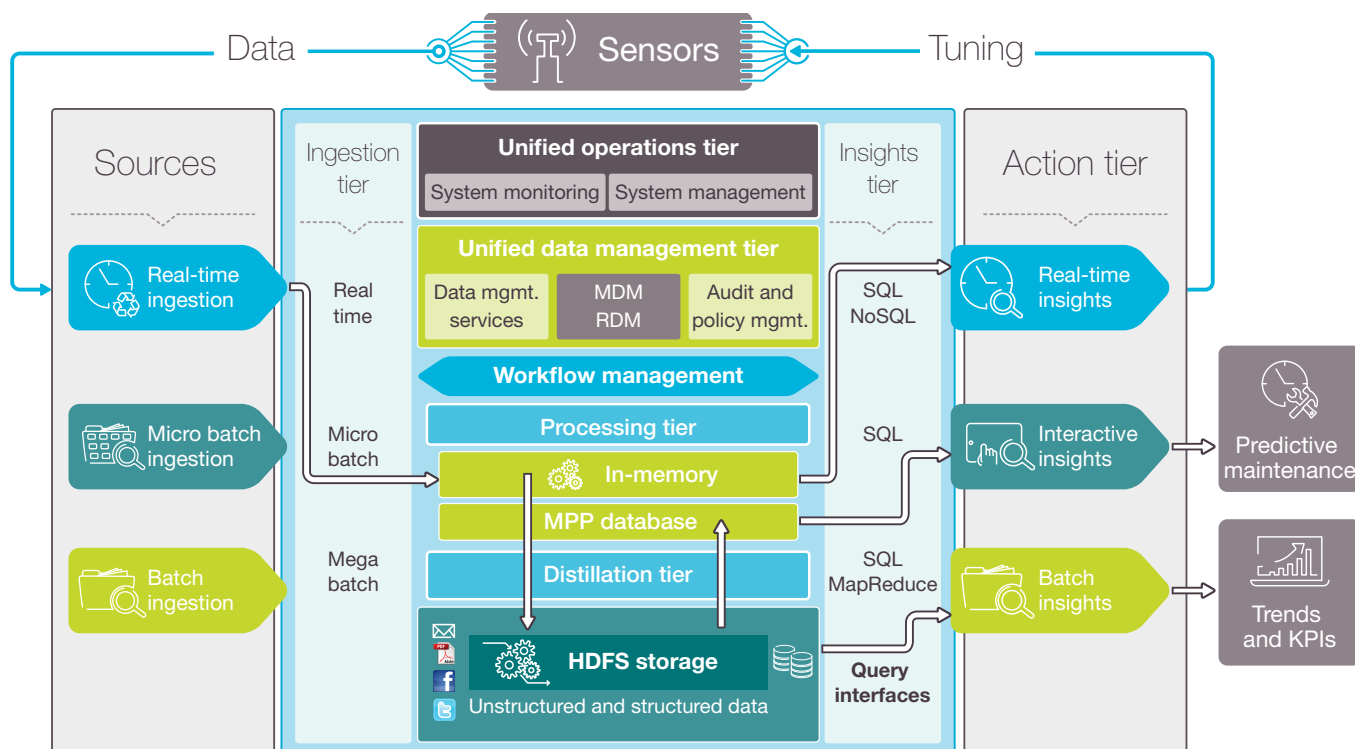 Data
Sensors
Tuning
Sources
Real-time
ingestion
Micro batch
ingestion
Batch
ingestion
Ingestion
tier
Real
time
Micro
batch
Mega
batch
Unified operations tier
System monitoring
System management
Unified data management tier
Data mgmt.
services
MDM
RDM
Audit and
policy mgmt.
Workflow management
Processing tier
In-memory
MPP database
Distillation tier
PDF
Adobe
HDFS storage
Unstructured and structured data
Insights
tier
SQL
NoSQL
SQL
SQL
MapReduce
Query
interfaces
Action tier
Real-time
insights
Interactive
insights
Batch
insights
Predictive
maintenance
Trends
and KPIs